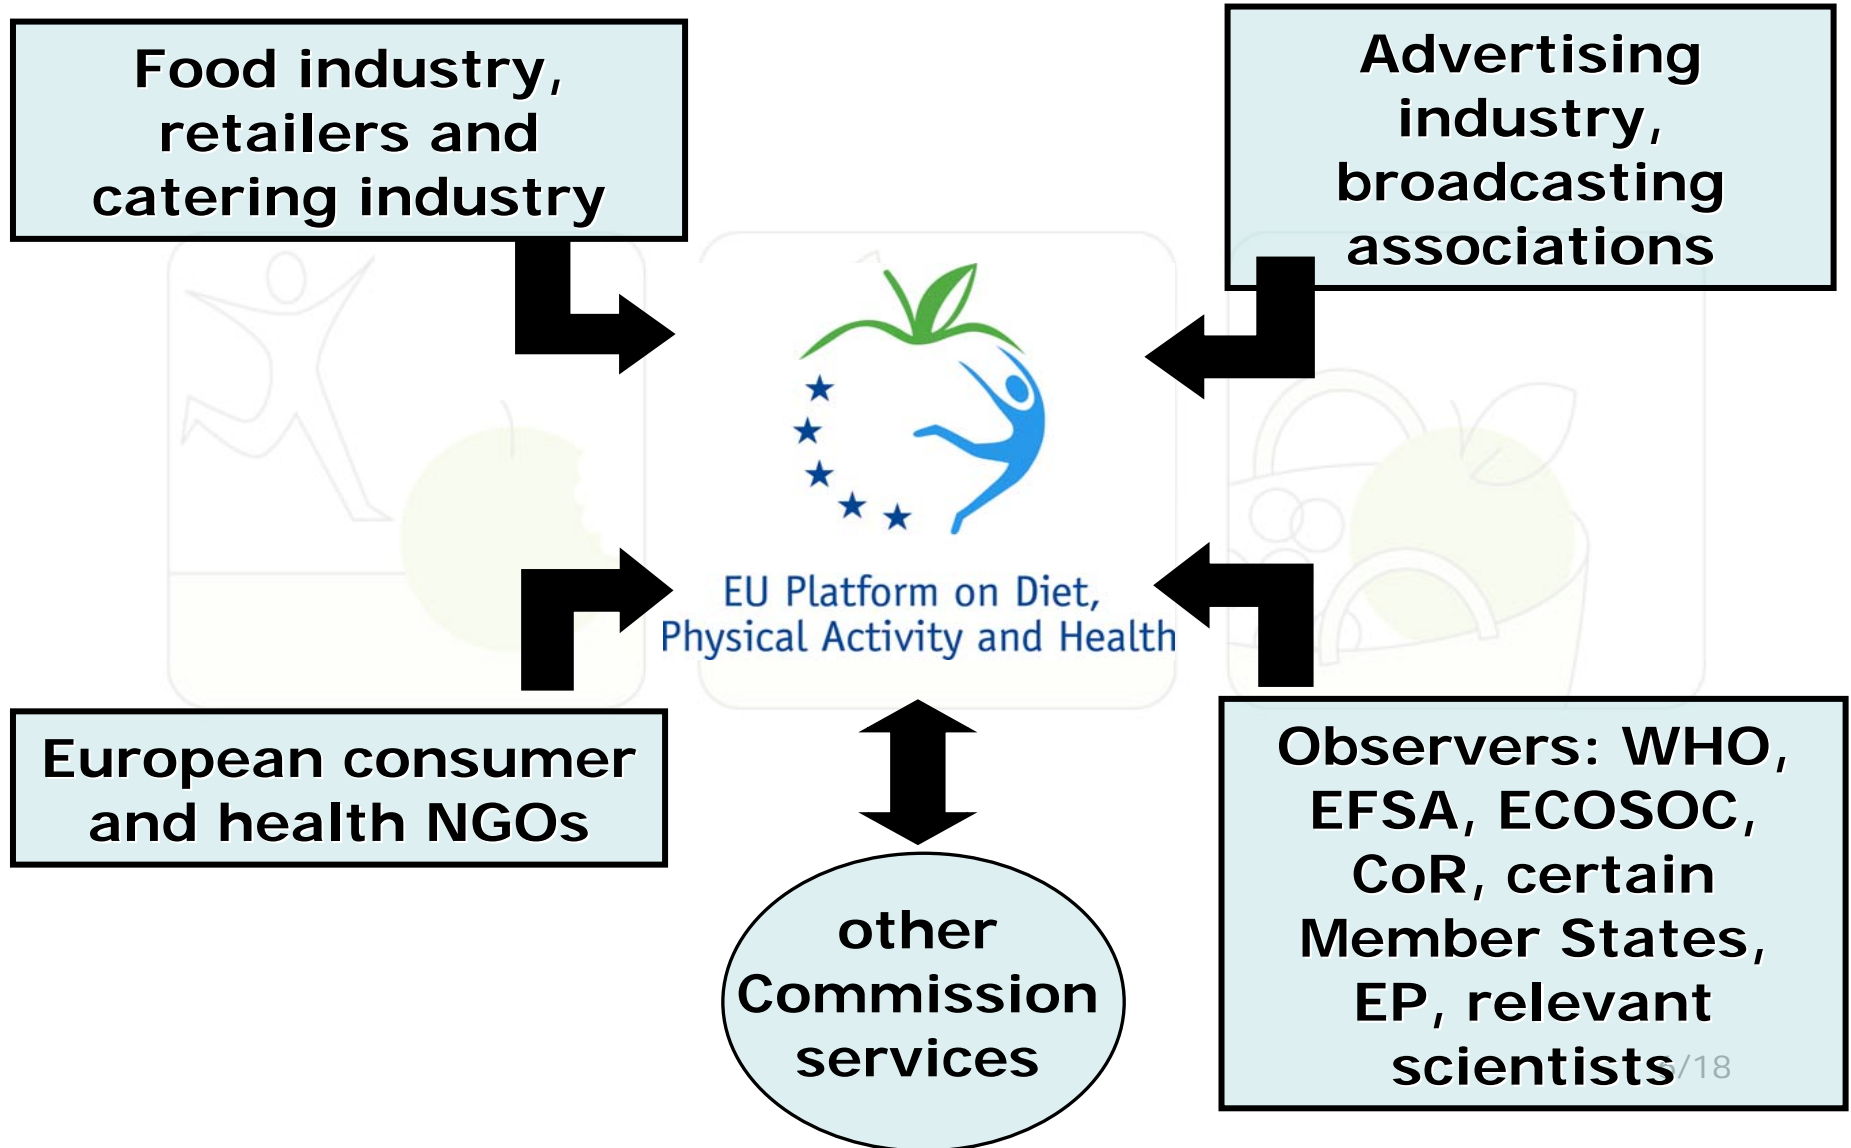 Food industry,
retailers and
catering industry
Advertising
industry,
broadcasting
associations
EU Platform on Diet,
Physical Activity and Health
European consumer
and health NGOs
other
Commission
services
Observers: WHO,
EFSA, ECOSOC,
CoR, certain
Member States,
EP, relevant
scientists
/18